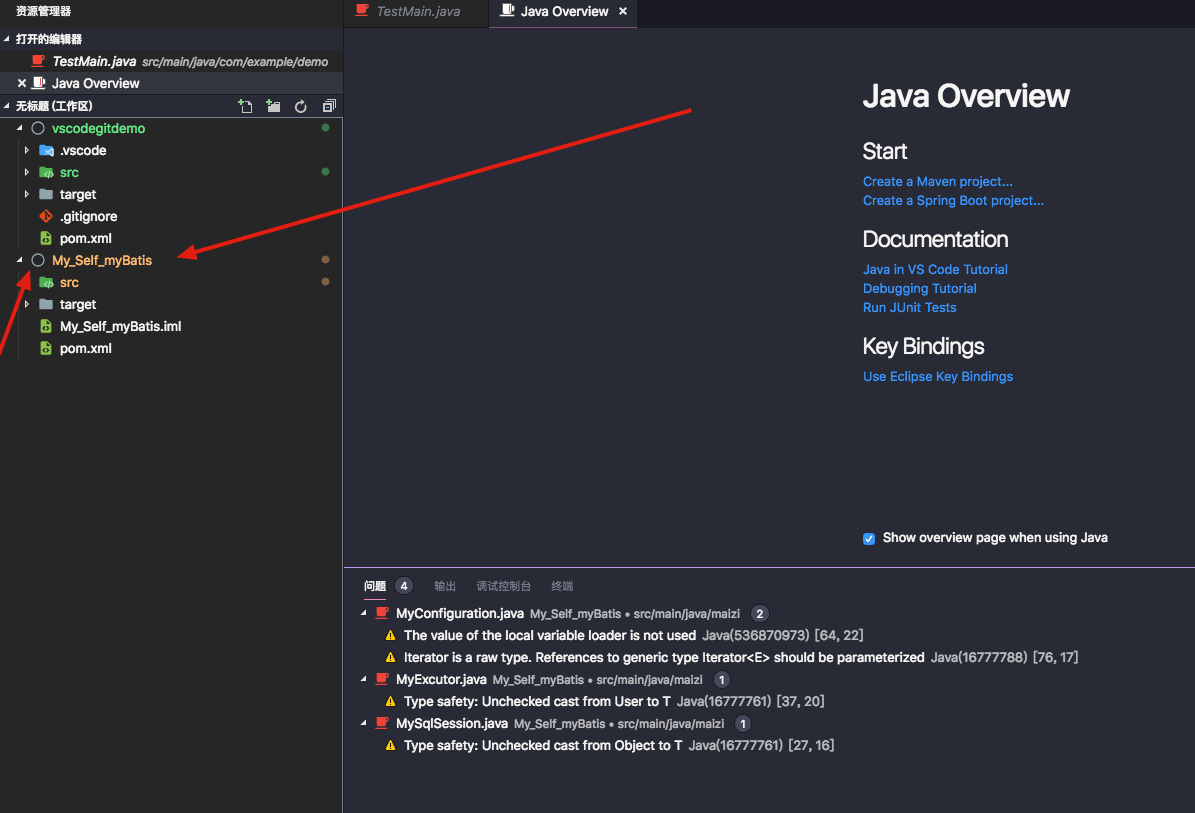 资源管理器
打开的编辑器
TestMain.java src/main/java/com/example/demo
Java Overview
无标题 (工作区)
vscodegitdemo
.vscode
src
target
.gitignore
pom.xml
My_Self_myBatis
src
target
My_Self_myBatis.iml
pom.xml
TestMain.java
Java Overview
Java Overview
Start
Create a Maven project...
Create a Spring Boot project...
Documentation
Java in VS Code Tutorial
Debugging Tutorial
Run JUnit Tests
Key Bindings
Use Eclipse Key Bindings
Show overview page when using Java
问题 4 输出 调试控制台 终端
MyConfiguration.java My_Self_myBatis • src/main/java/maizi 2
The value of the local variable loader is not used Java(536870973) [64, 22]
Iterator is a raw type. References to generic type Iterator<E> should be parameterized Java(16777788) [76, 17]
MyExcutor.java My_Self_myBatis • src/main/java/maizi 1
Type safety: Unchecked cast from User to T Java(16777761) [37, 20]
MySqlSession.java My_Self_myBatis • src/main/java/maizi 1
Type safety: Unchecked cast from Object to T Java(16777761) [27, 16]